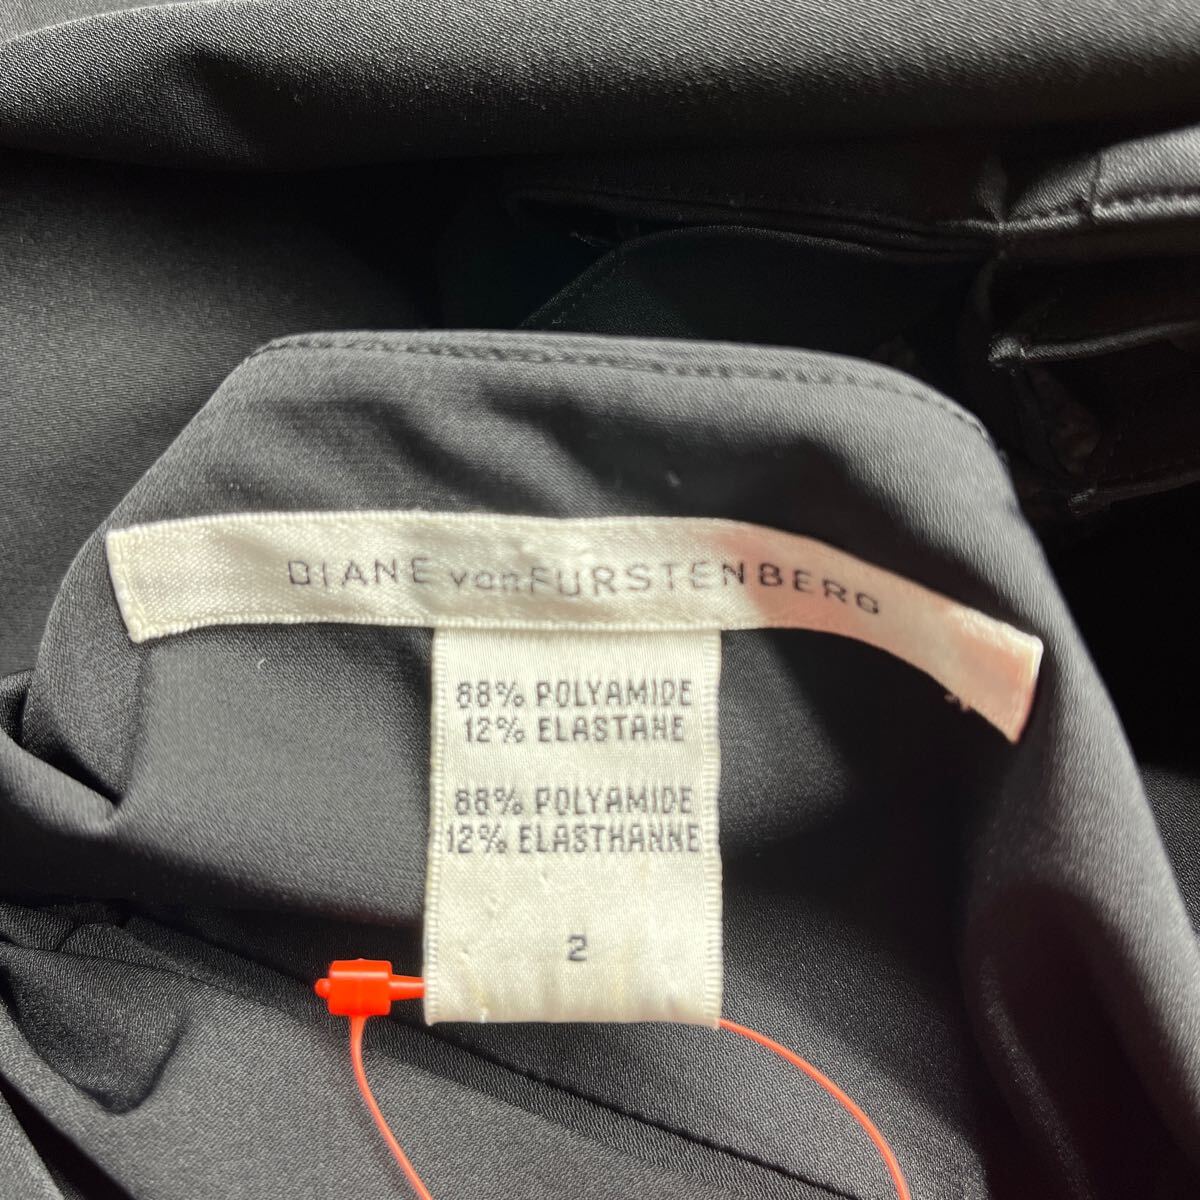 DIANE von FURSTENBERG
88% POLYAMIDE
12% ELASTANE
88% POLYAMIDE
12% ELASTHANNE
2